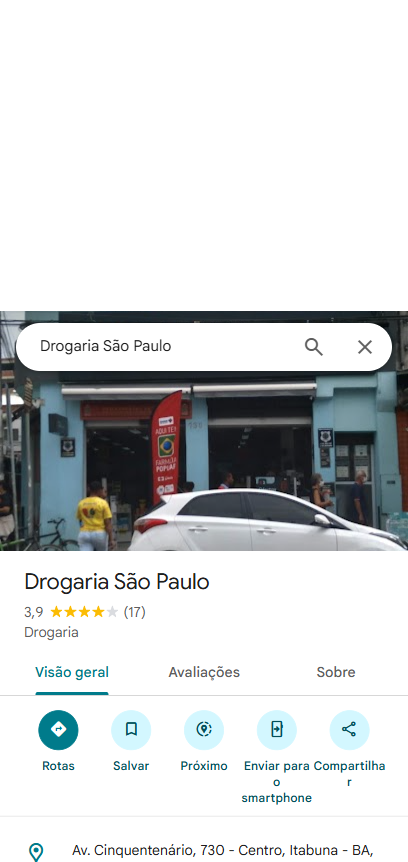 Drogaria São Paulo
AQUI TEM
FARMÁCIA
POPULAR
Drogaria São Paulo
3,9 (17)
Drogaria
Visão geral
Avaliações
Sobre
Rotas
Salvar
Próximo
Enviar para
o
smartphone
Compartilha
r
Av. Cinquentenário, 730 - Centro, Itabuna - BA,